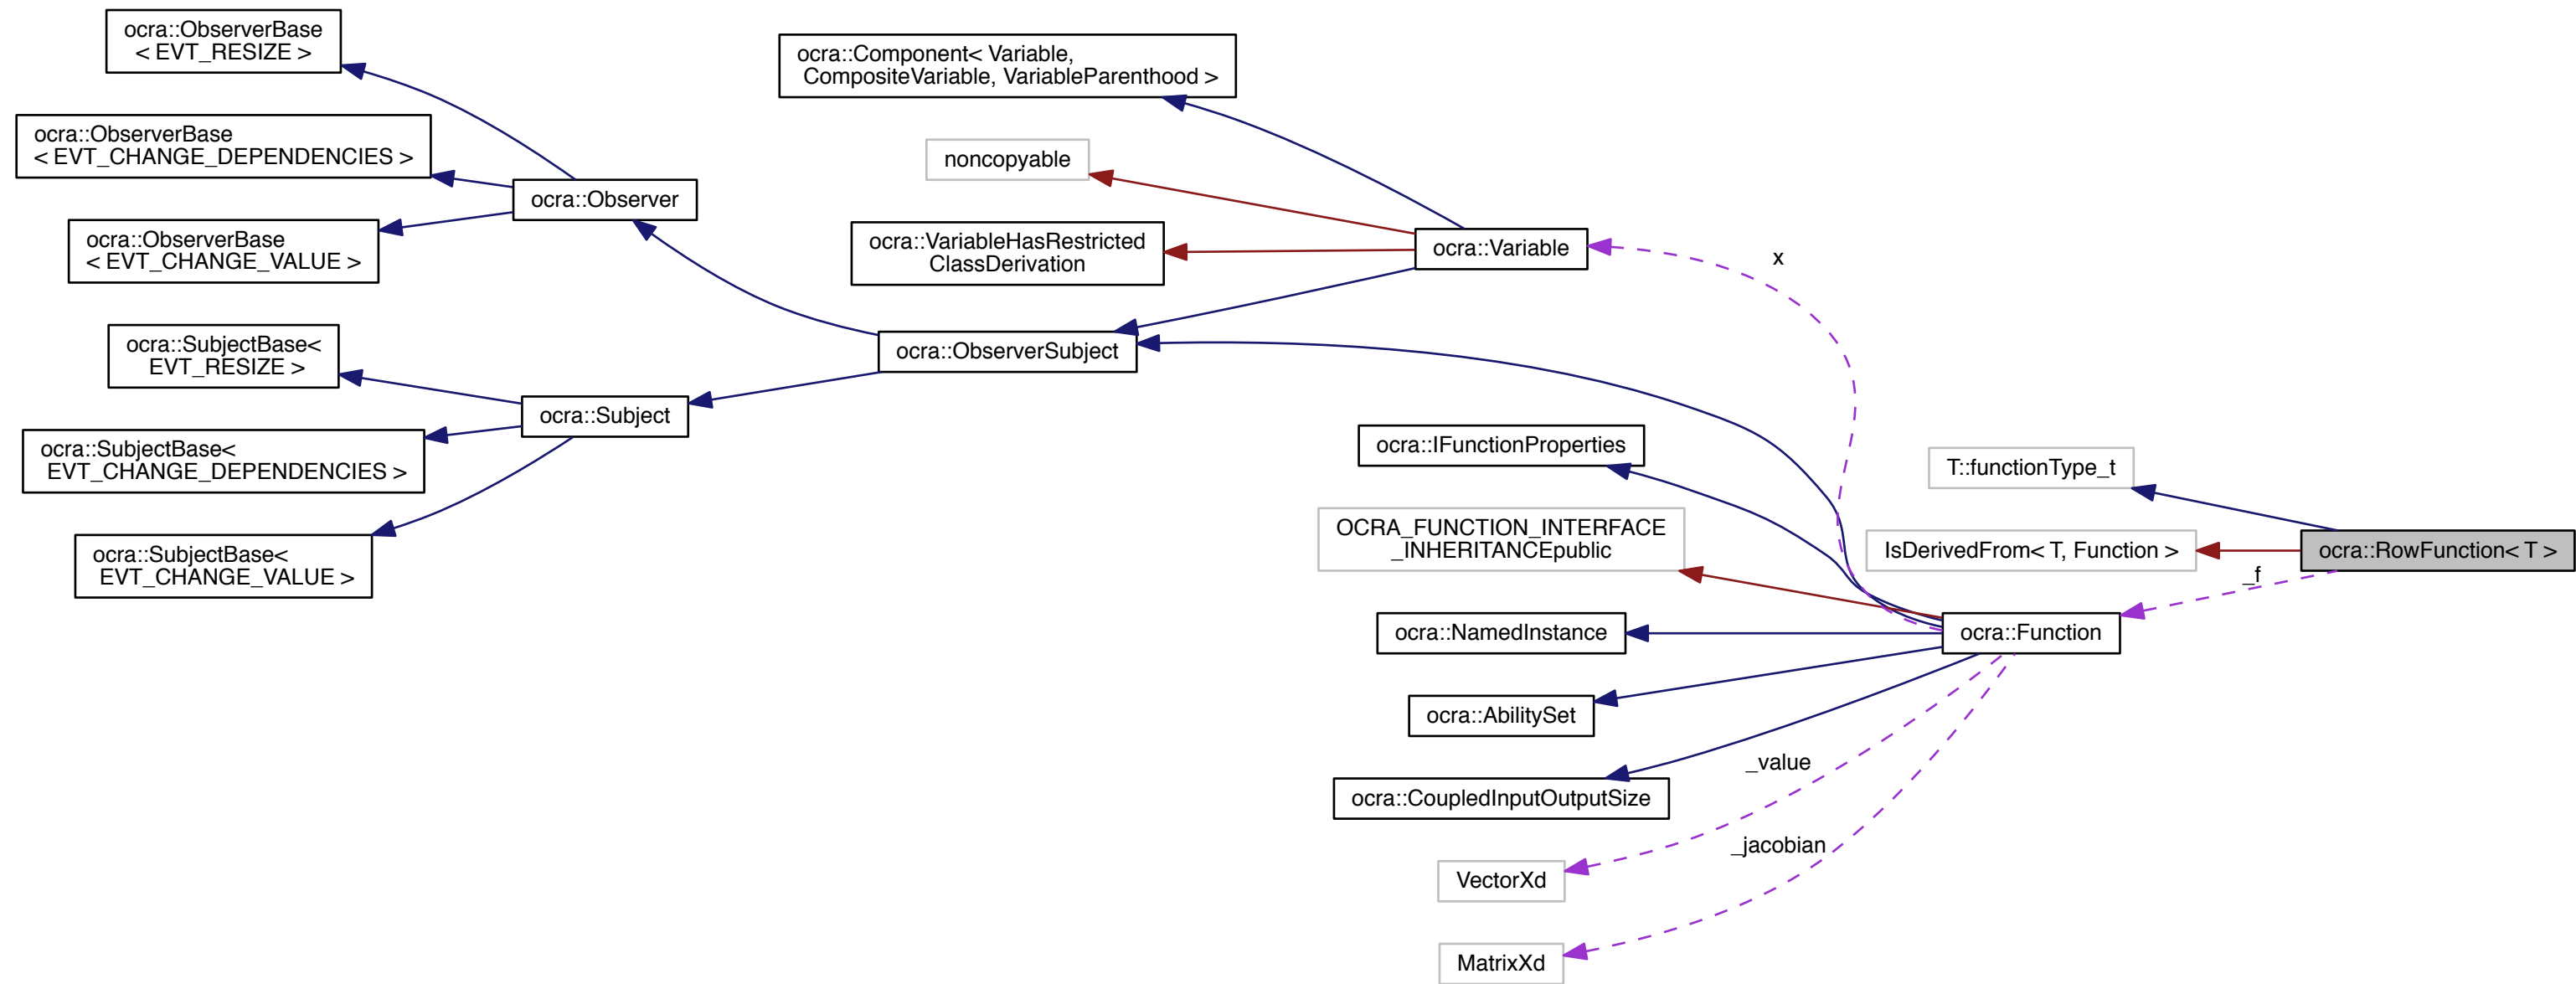 ocra::ObserverBase
< EVT_RESIZE >
ocra::ObserverBase
< EVT_CHANGE_DEPENDENCIES >
ocra::ObserverBase
< EVT_CHANGE_VALUE >
ocra::SubjectBase<
EVT_RESIZE >
ocra::SubjectBase<
EVT_CHANGE_DEPENDENCIES >
ocra::SubjectBase<
EVT_CHANGE_VALUE >
ocra::Observer
ocra::Subject
ocra::Component< Variable,
CompositeVariable, VariableParenthood >
noncopyable
ocra::VariableHasRestricted
ClassDerivation
ocra::ObserverSubject
ocra::Variable
x
ocra::IFunctionProperties
OCRA_FUNCTION_INTERFACE
_INHERITANCEpublic
ocra::NamedInstance
ocra::AbilitySet
ocra::CoupledInputOutputSize
VectorXd
MatrixXd
_value
_jacobian
T::functionType_t
IsDerivedFrom< T, Function >
ocra::Function
_f
ocra::RowFunction< T >